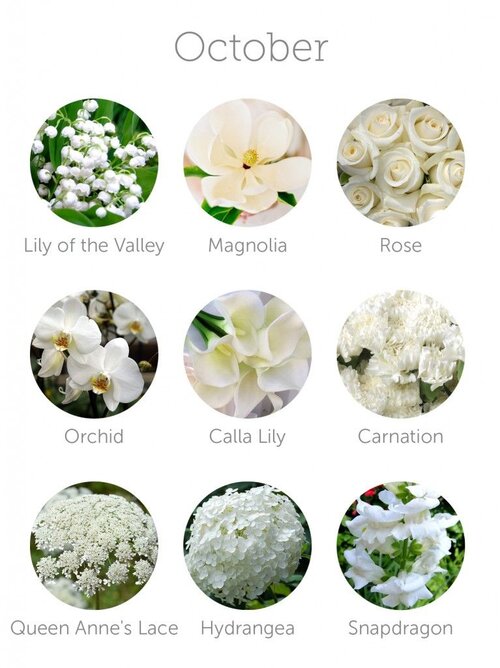 October
Lily of the Valley
Magnolia
Rose
Orchid
Calla Lily
Carnation
Queen Anne's Lace
Hydrangea
Snapdragon